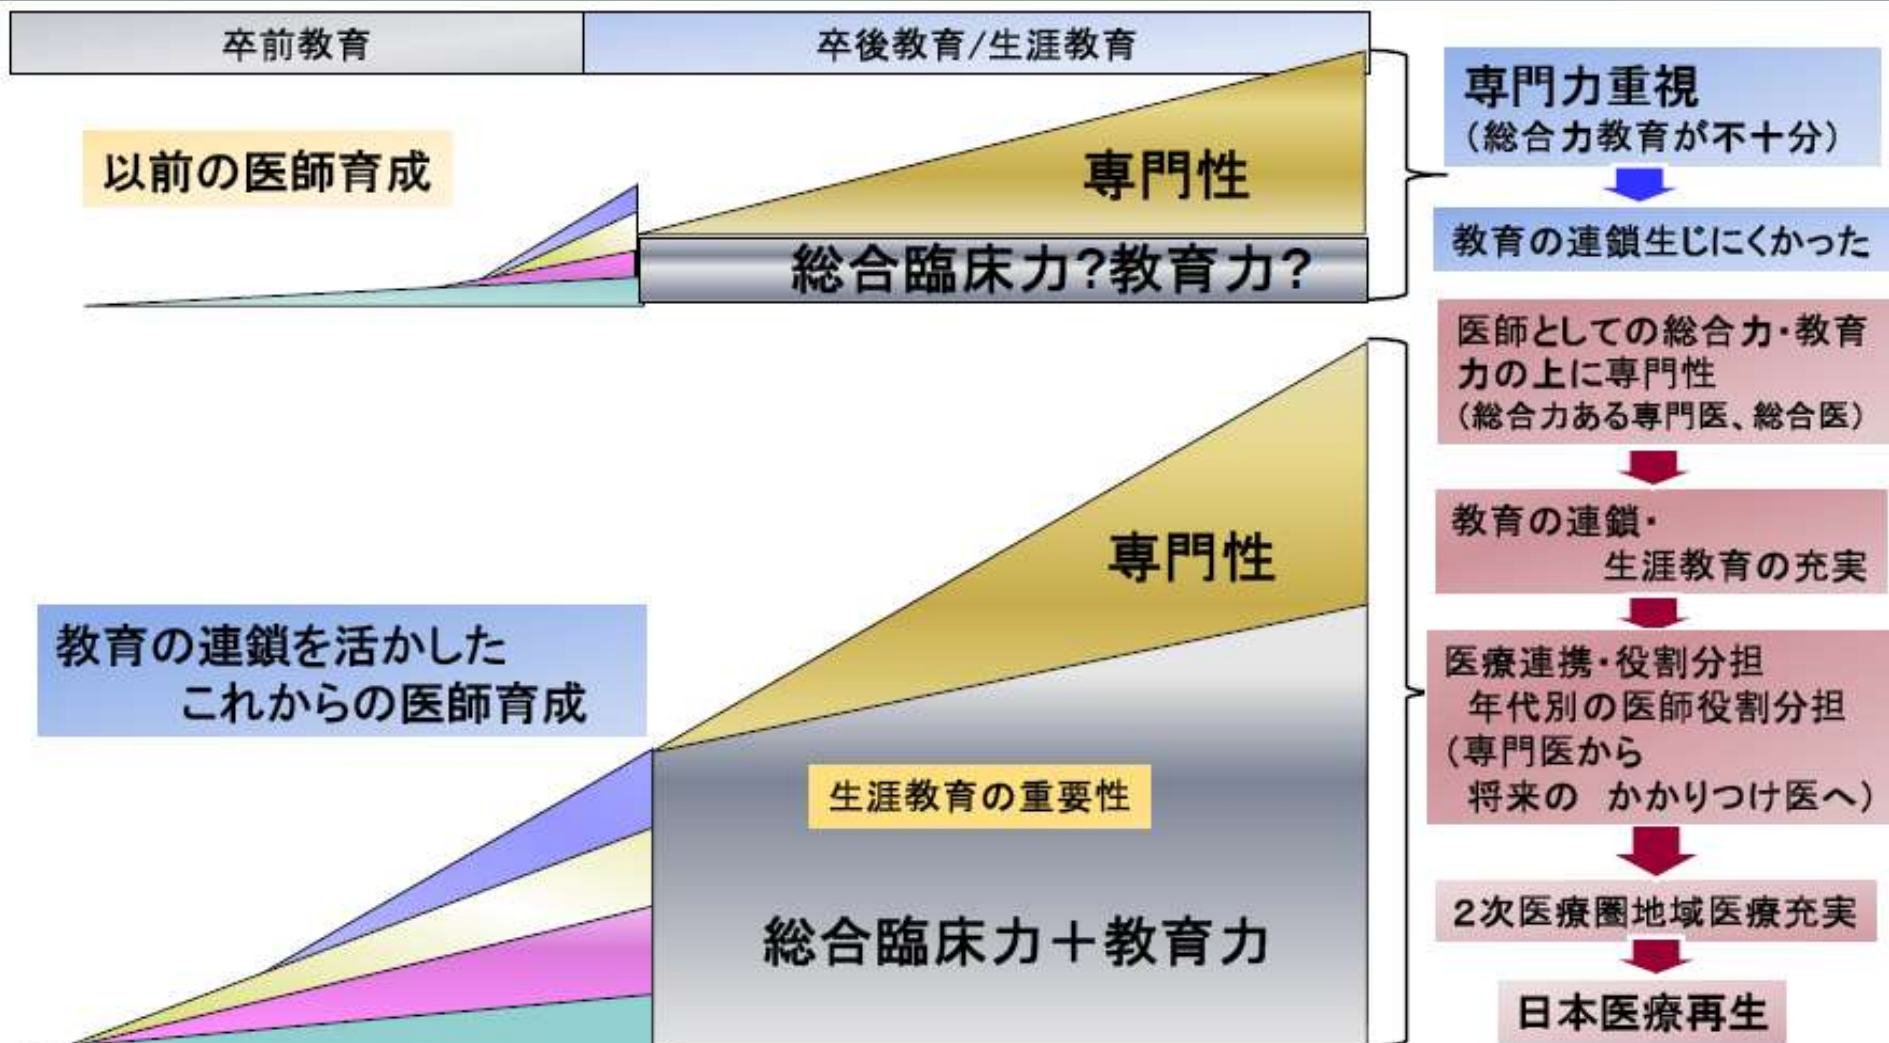 卒前教育
卒後教育/生涯教育
以前の医師育成
専門性
総合臨床力?教育力?
専門力重視
(総合力教育が不十分)
教育の連鎖生じにくかった
教育の連鎖を活かした
これからの医師育成
専門性
生涯教育の重要性
総合臨床力＋教育力
医師としての総合力・教育
力の上に専門性
(総合力ある専門医、総合医)
教育の連鎖・
生涯教育の充実
医療連携・役割分担
年代別の医師役割分担
(専門医から
将来の　かかりつけ医へ)
2次医療圏地域医療充実
日本医療再生